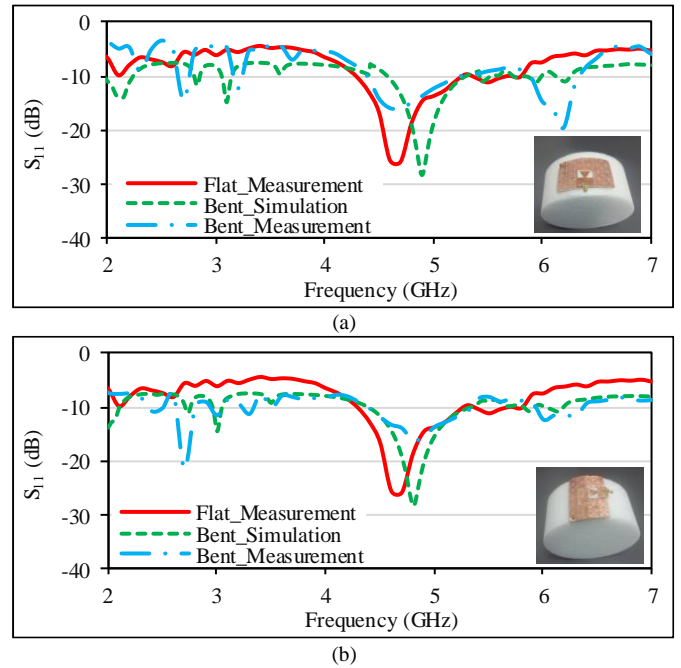 0
-10
-20
-30
-40
S11 (dB)
Flat_Measurement
Bent_Simulation
Bent_Measurement
2 3 4 5 6 7
Frequency (GHz)
(a)
0
-10
-20
-30
-40
S11 (dB)
Flat_Measurement
Bent_Simulation
Bent_Measurement
2 3 4 5 6 7
Frequency (GHz)
(b)